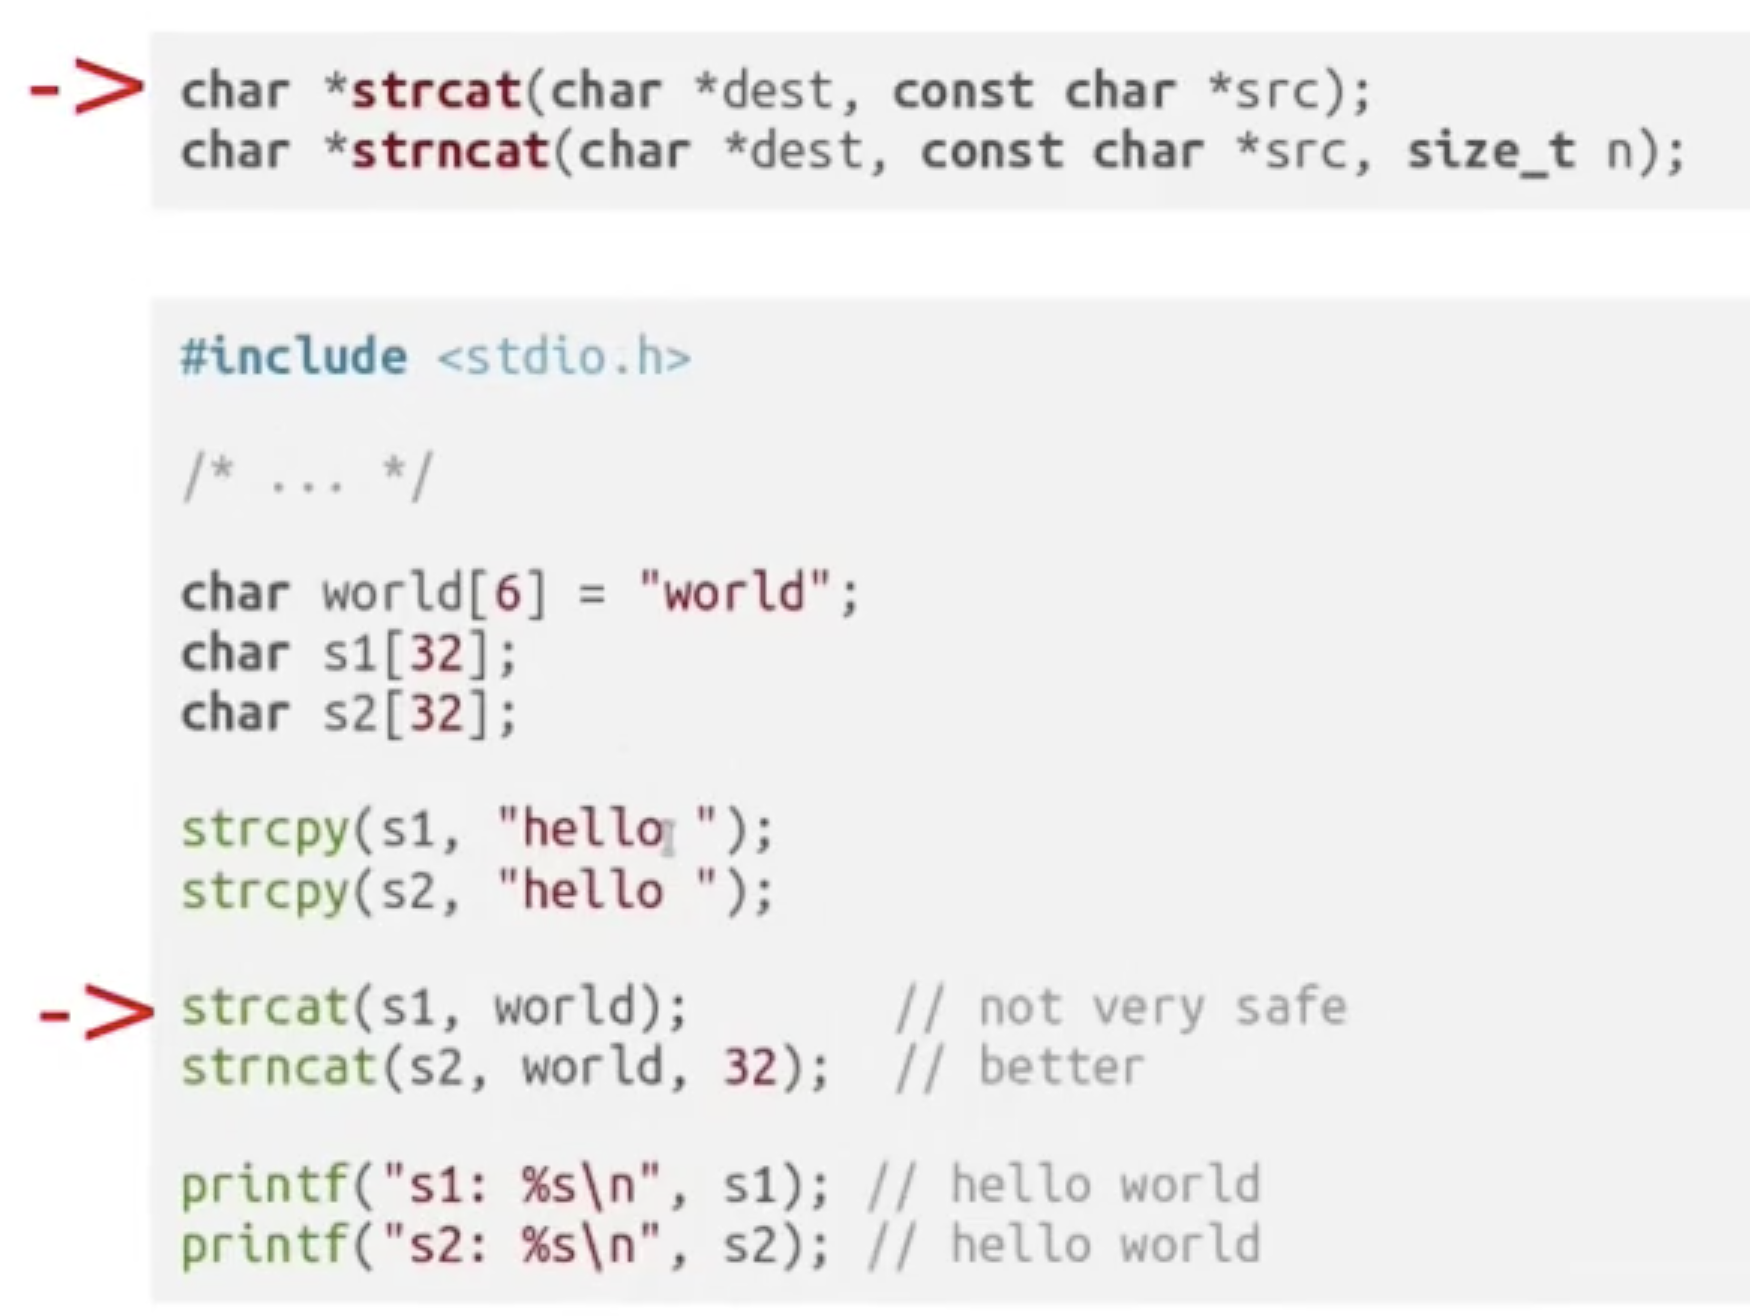 -> char *strcat(char *dest, const char *src);
char *strncat(char *dest, const char *src, size_t n);
#include <stdio.h>
/* ... */
char world[6] = "world";
char s1[32];
char s2[32];
strcpy(s1, "hello ");
strcpy(s2, "hello ");
-> strcat(s1, world); // not very safe
strncat(s2, world, 32); // better
printf("s1: %s\n", s1); // hello world
printf("s2: %s\n", s2); // hello world